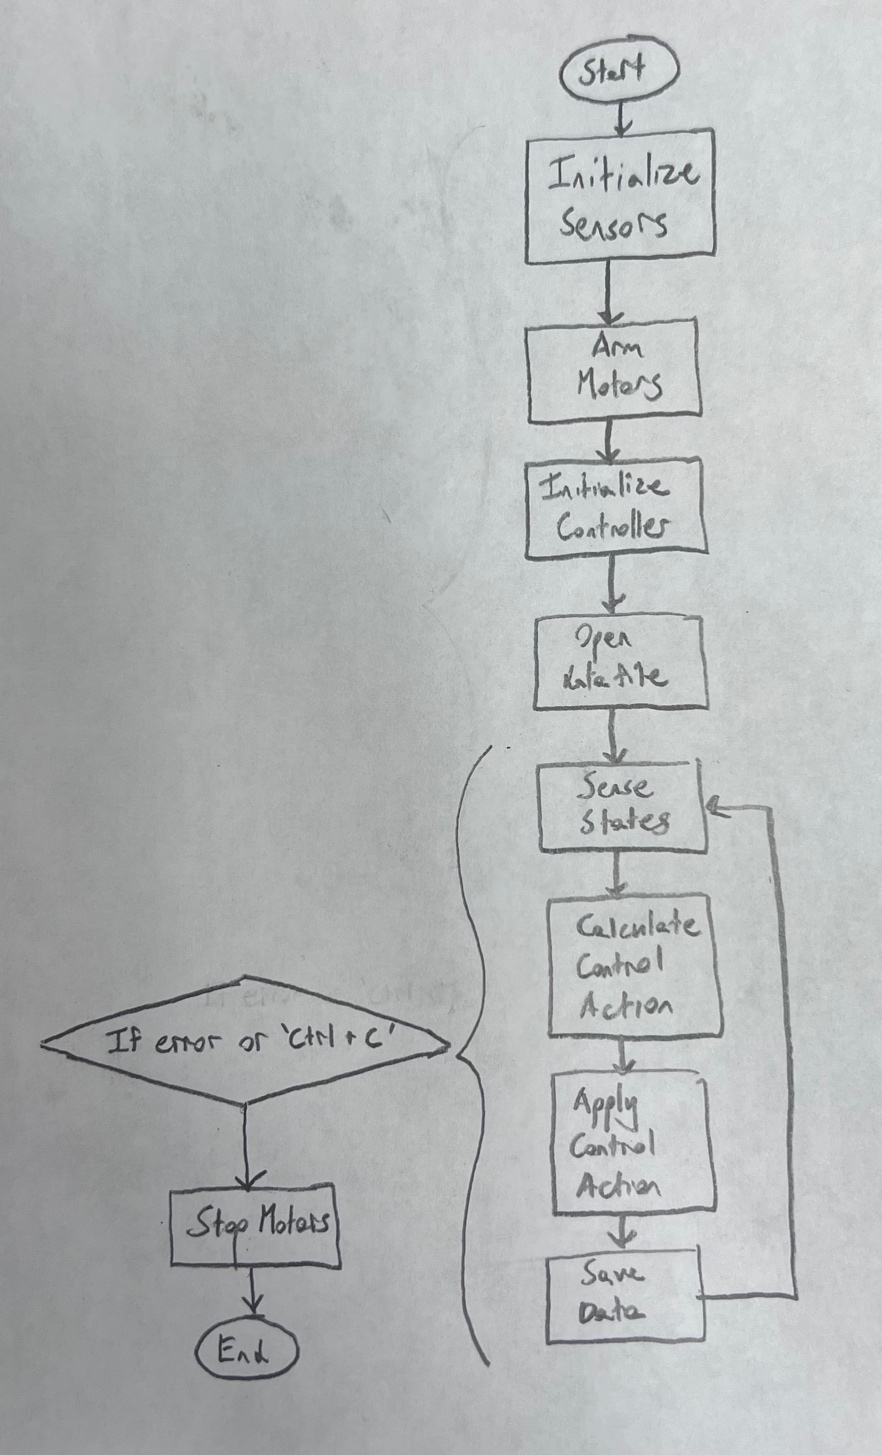 Start
Initialize
Sensors
Arm
Motors
Initialize
Controller
Open
data file
Sense
States
Calculate
Control
Action
Apply
Control
Action
Save
Data
If error or 'Ctrl + C'
Stop Motors
End